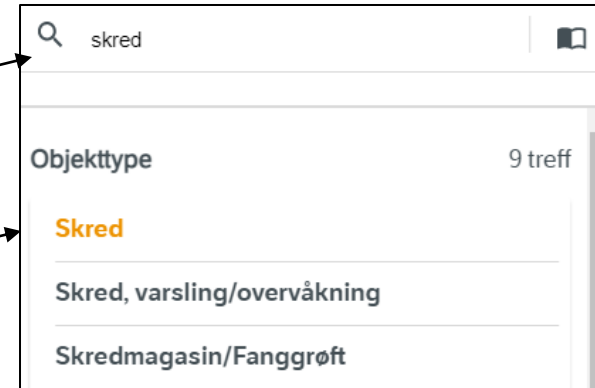 skred
Objekttype 9 treff
Skred
Skred, varsling/overvåkning
Skredmagasin/Fanggrøft